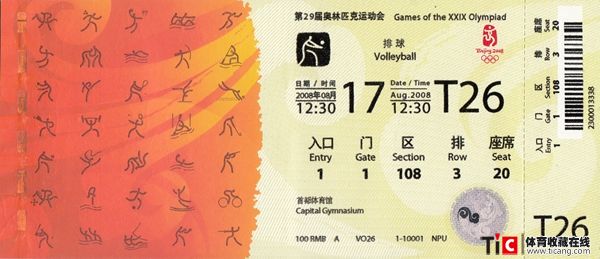 第29届奥林匹克运动会 Games of the XXIX Olympiad
排球
Volleyball
Beijing 2008
日期 / 时间 Date / Time
2008年08月 17 Aug.2008 T26
12:30 12:30
入口 门 区 排 座席
Entry Gate Section Row Seat
1 1 108 3 20
首都体育馆
Capital Gymnasium
100 RMB A VO26 1-10001 NPU
座席 Seat 20
排 Row 3
区 Section 108
门 Gate 1
入口 Entry 1
2300013338
T26
TiC 体育收藏在线
www.ticang.com